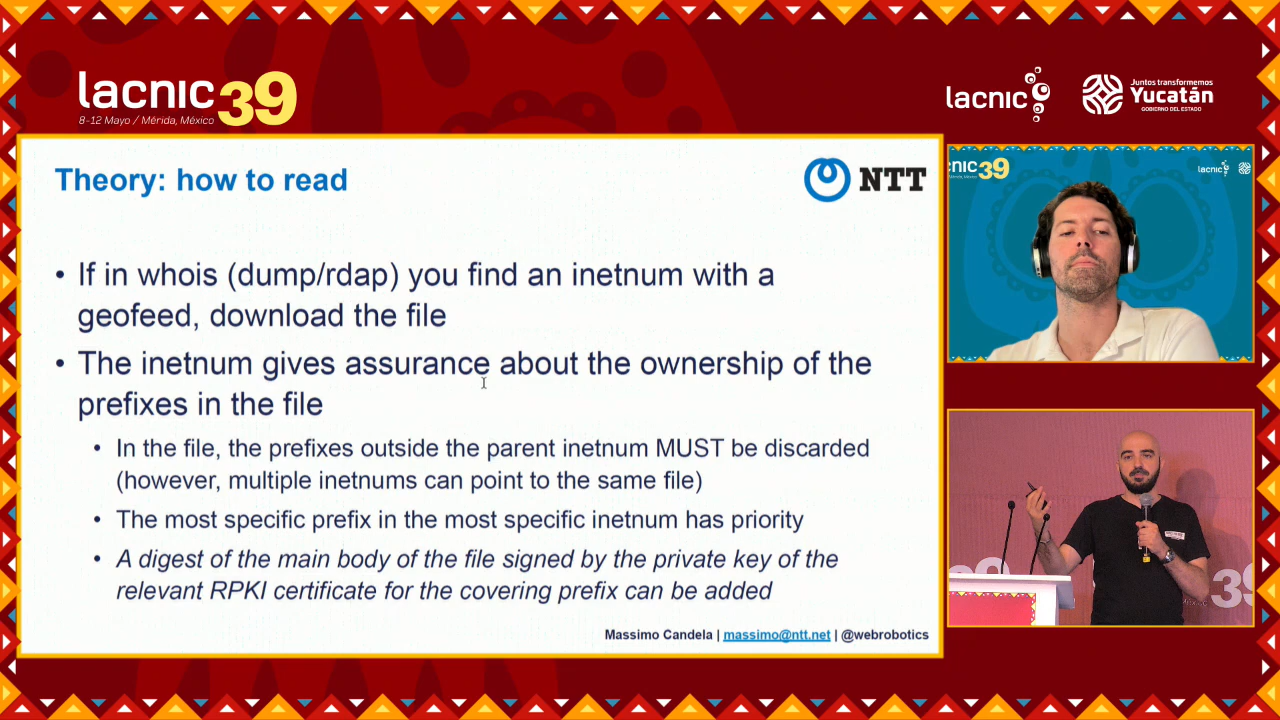 lacnic 39
8-12 Mayo / Mérida, México
lacnic
Juntos transformemos
Yucatán
GOBIERNO DEL ESTADO
Theory: how to read
NTT
• If in whois (dump/rdap) you find an inetnum with a
geofeed, download the file
• The inetnum gives assurance about the ownership of the
prefixes in the file
• In the file, the prefixes outside the parent inetnum MUST be discarded
(however, multiple inetnums can point to the same file)
• The most specific prefix in the most specific inetnum has priority
• A digest of the main body of the file signed by the private key of the
relevant RPKI certificate for the covering prefix can be added
Massimo Candela | massimo@ntt.net | @webrobotics
cnic 39
lacnic
39